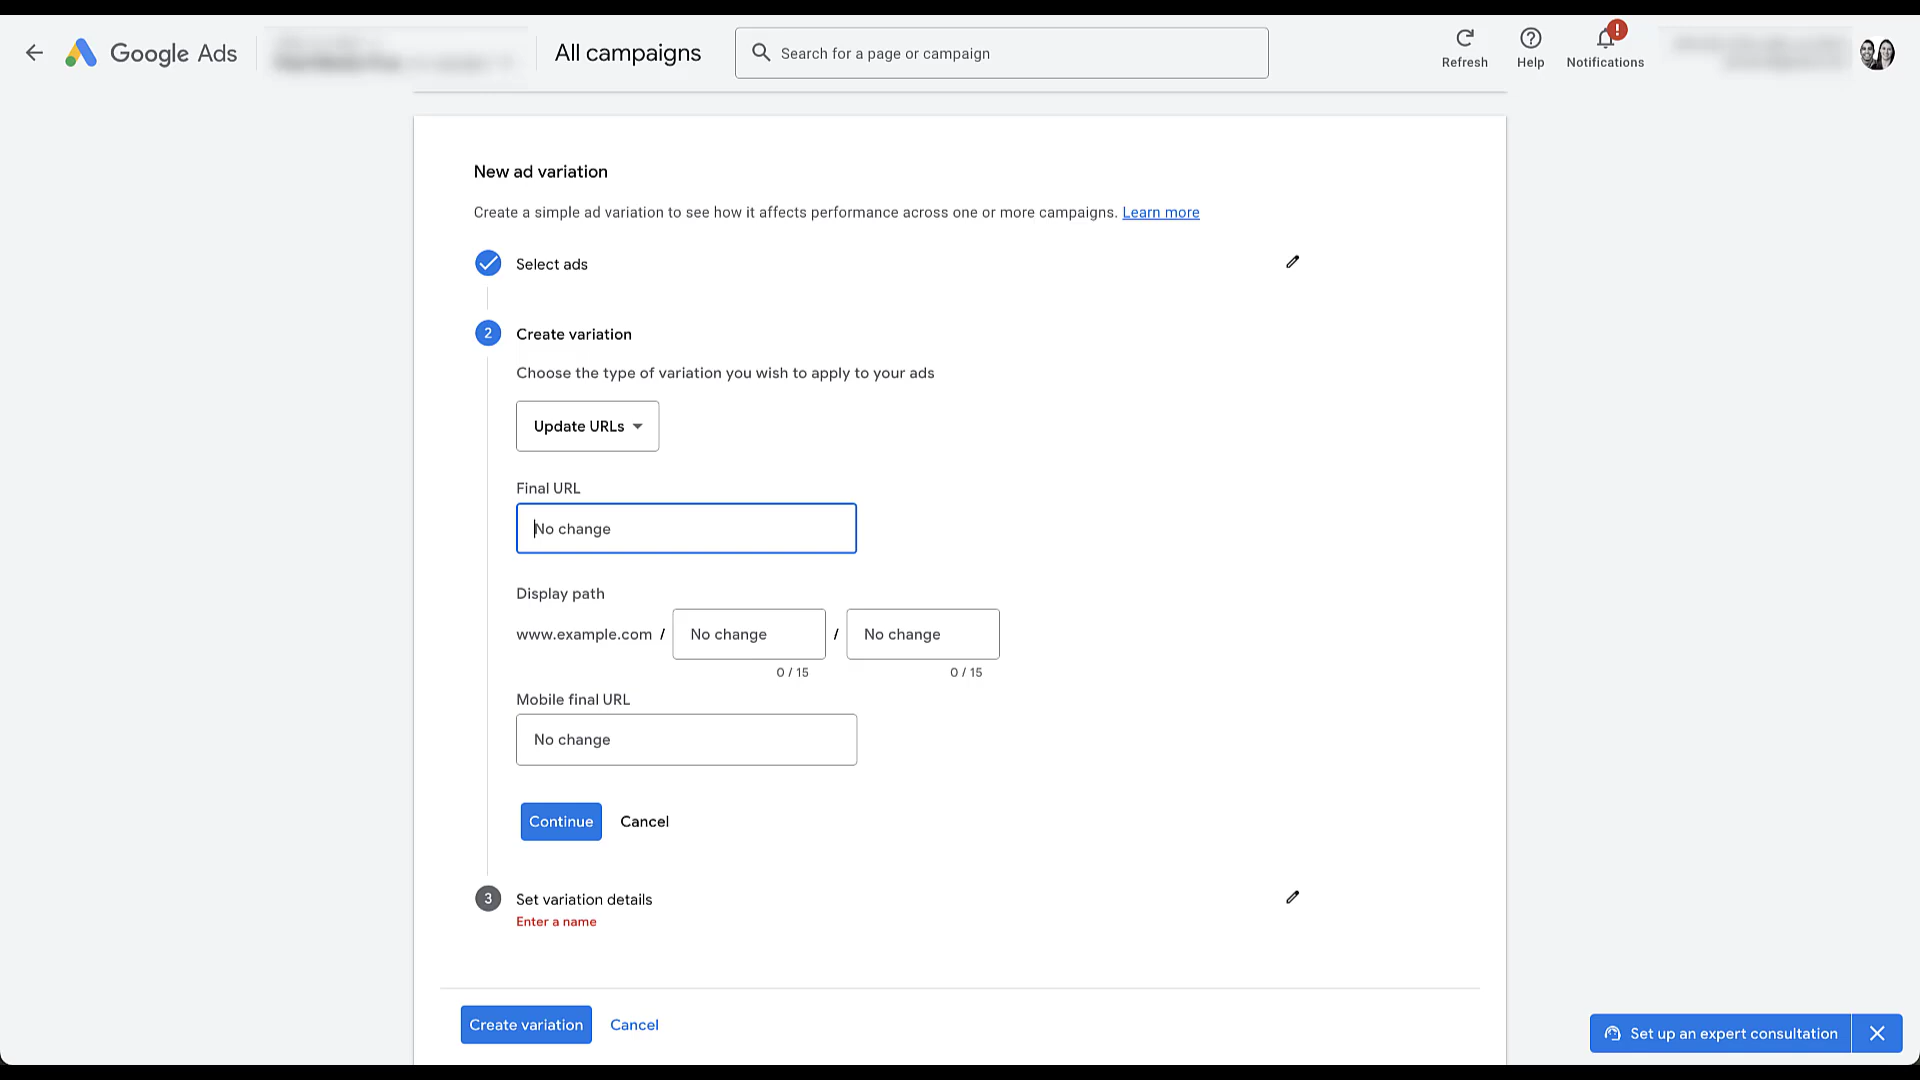 Google Ads
All campaigns
Search for a page or campaign
Refresh
Help
Notifications
New ad variation
Create a simple ad variation to see how it affects performance across one or more campaigns. Learn more
Select ads
2 Create variation
Choose the type of variation you wish to apply to your ads
Update URLs
Final URL
No change
Display path
www.example.com / No change / No change
0 / 15 0 / 15
Mobile final URL
No change
Continue Cancel
3 Set variation details
Enter a name
Create variation Cancel
Set up an expert consultation